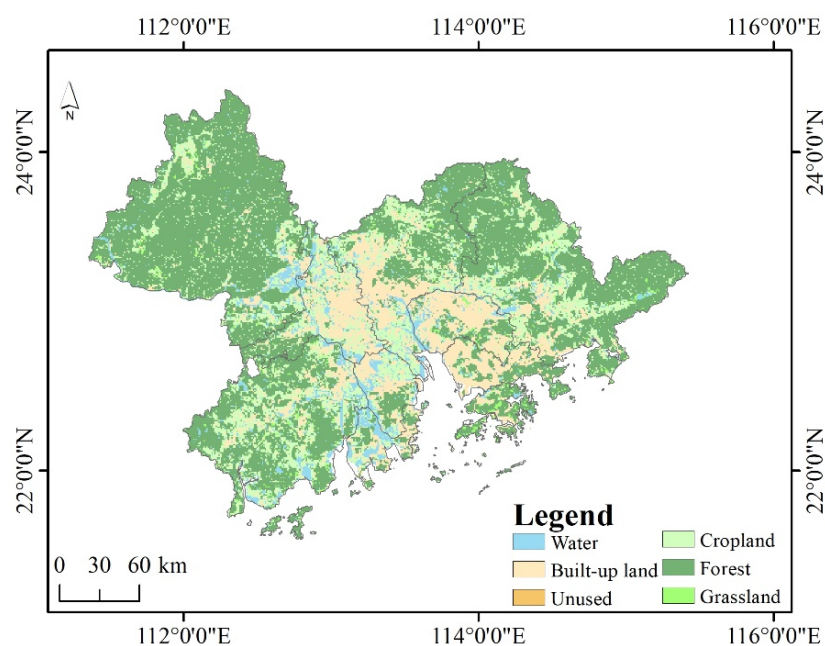 112°0'0"E 114°0'0"E 116°0'0"E
N
24°0'0"N 24°0'0"N
22°0'0"N 22°0'0"N
Legend
Water Cropland
Built-up land Forest
Unused Grassland
0 30 60 km
112°0'0"E 114°0'0"E 116°0'0"E